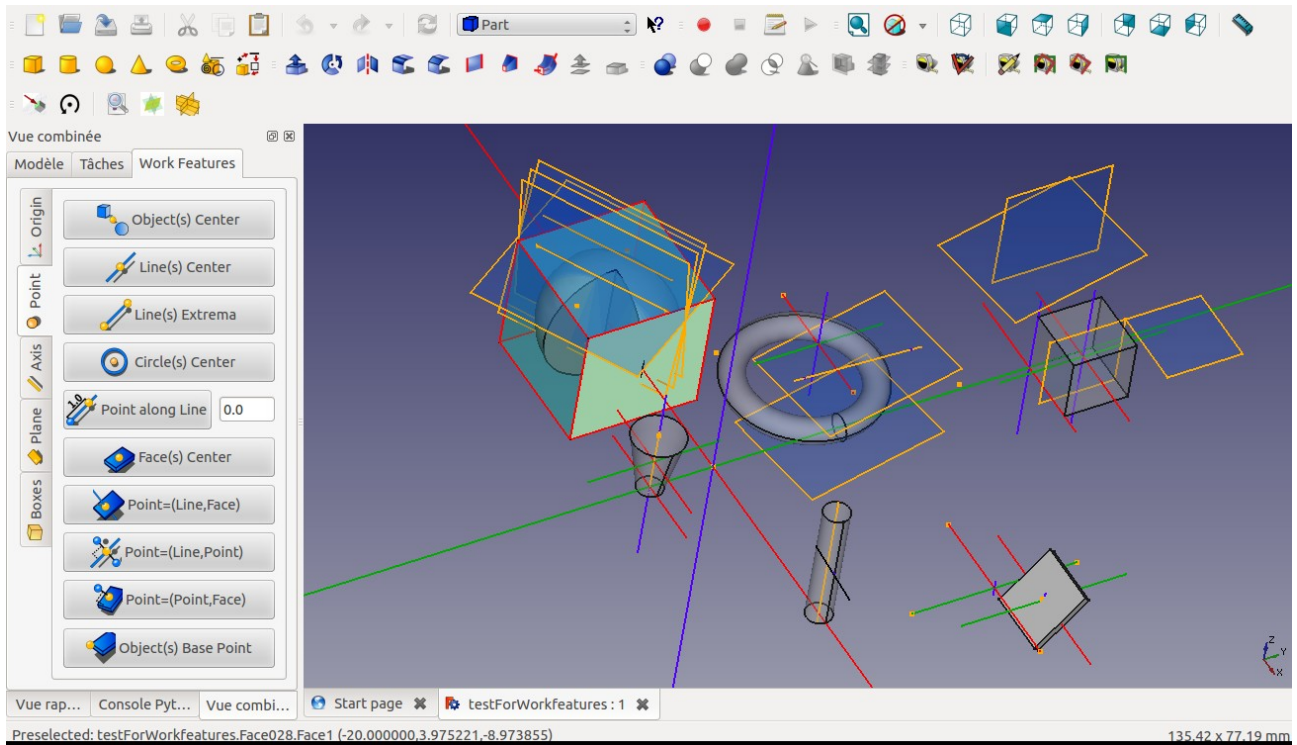 Part
Vue combinée
Modèle Tâches Work Features
Origin
Point
Axis
Plane
Boxes
Object(s) Center
Line(s) Center
Line(s) Extrema
Circle(s) Center
1.0
Point along Line 0.0
Face(s) Center
Point=(Line,Face)
Point=(Line,Point)
Point=(Point,Face)
Object(s) Base Point
Z
Y
X
Vue rap... Console Pyt... Vue combi...
Start page testForWorkfeatures : 1
Preselected: testForWorkfeatures.Face028.Face1 (-20.000000,3.975221,-8.973855) 135.42 x 77.19 mm